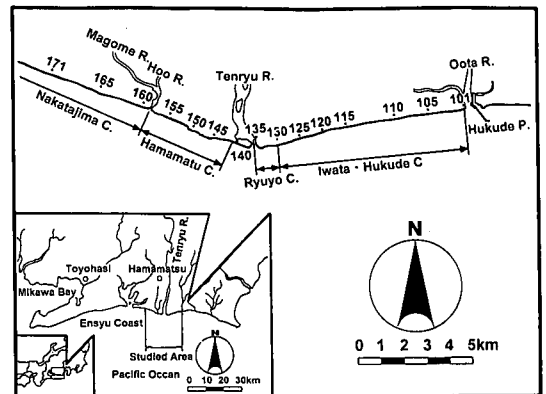 Magome R.
Hoo R.
Tenryu R.
Oota R.
171
165
160
155
150
145
140
135
130
125
120
115
110
105
101
Hukude P.
Nakatajima C.
Hamamatu C.
Ryuyo C.
Iwata・Hukude C
Toyohasi
Hamamatsu
Tenryu R.
Mikawa Bay
Ensyu Coast
Studied Area
Pacific Occan
N
0 10 20 30km
N
0 1 2 3 4 5km